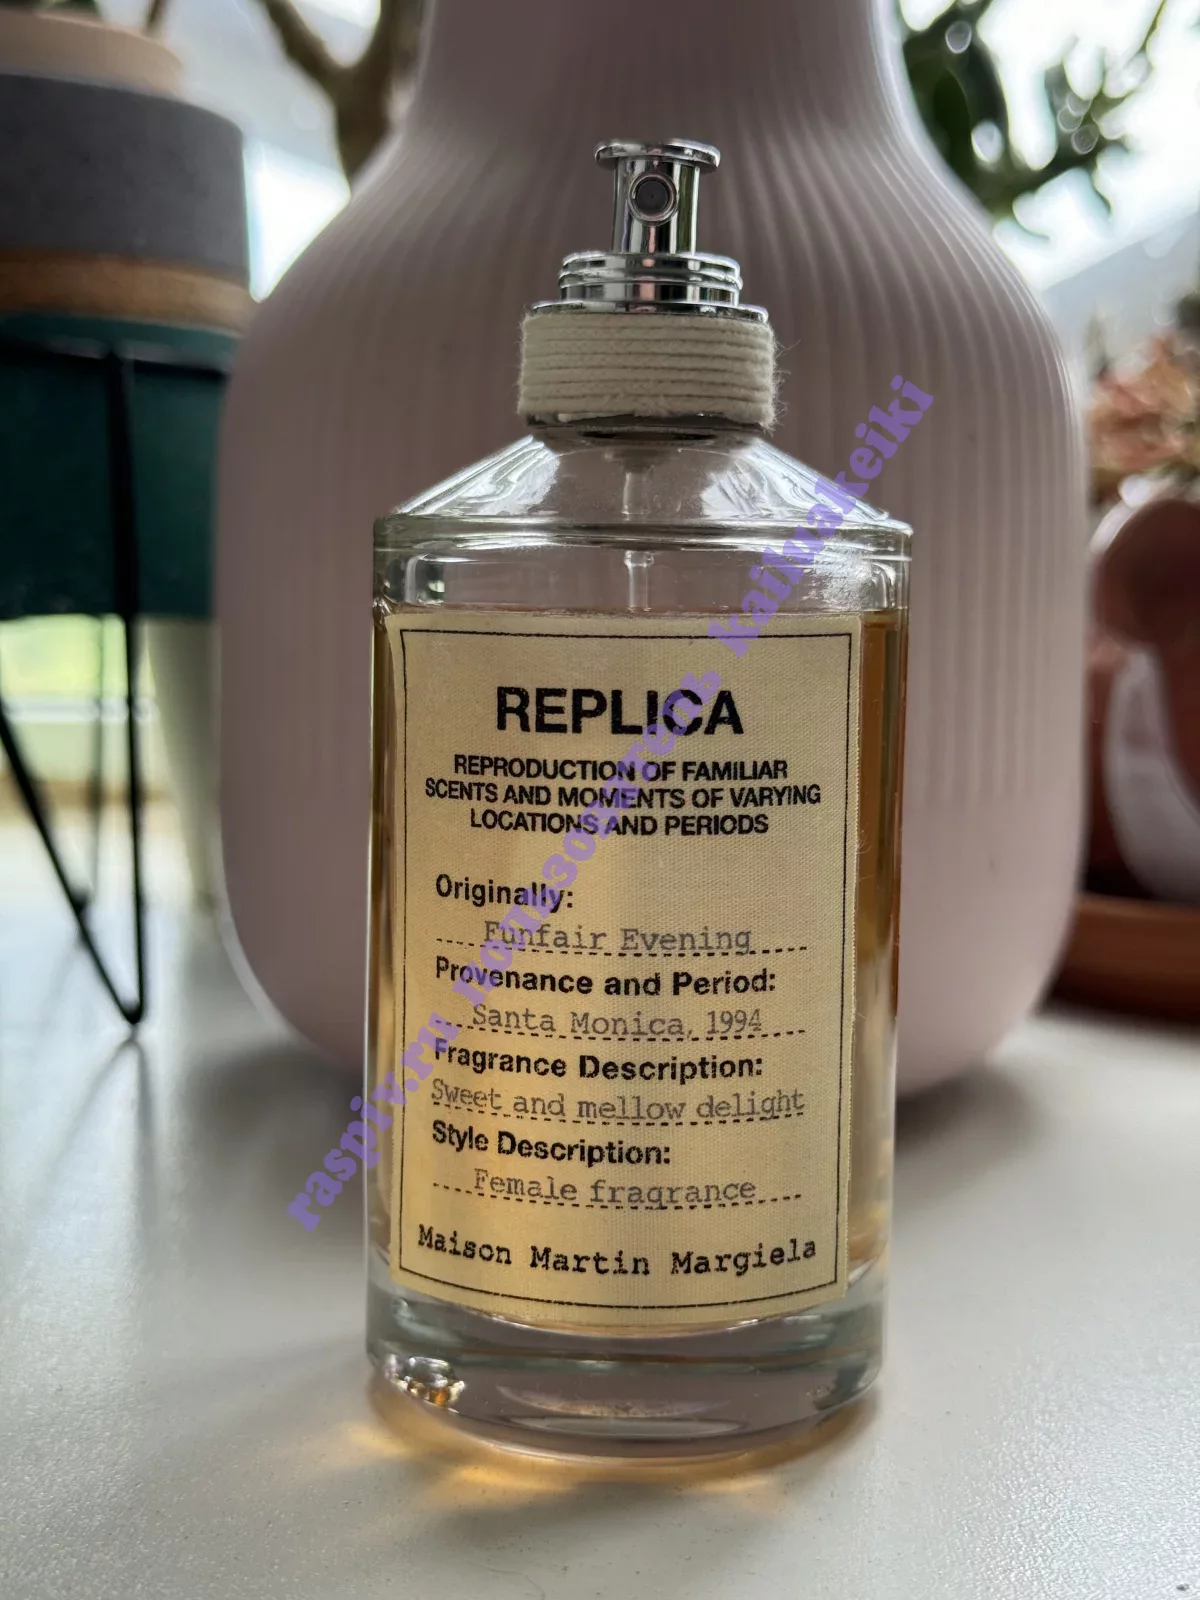 REPLICA
REPRODUCTION OF FAMILIAR
SCENTS AND MOMENTS OF VARYING
LOCATIONS AND PERIODS
Originally:
Funfair Evening
Provenance and Period:
Santa Monica, 1994
Fragrance Description:
Sweet and mellow delight
Style Description:
Female fragrance
Maison Martin Margiela
raspiv.ru пользователь kailuakeiki